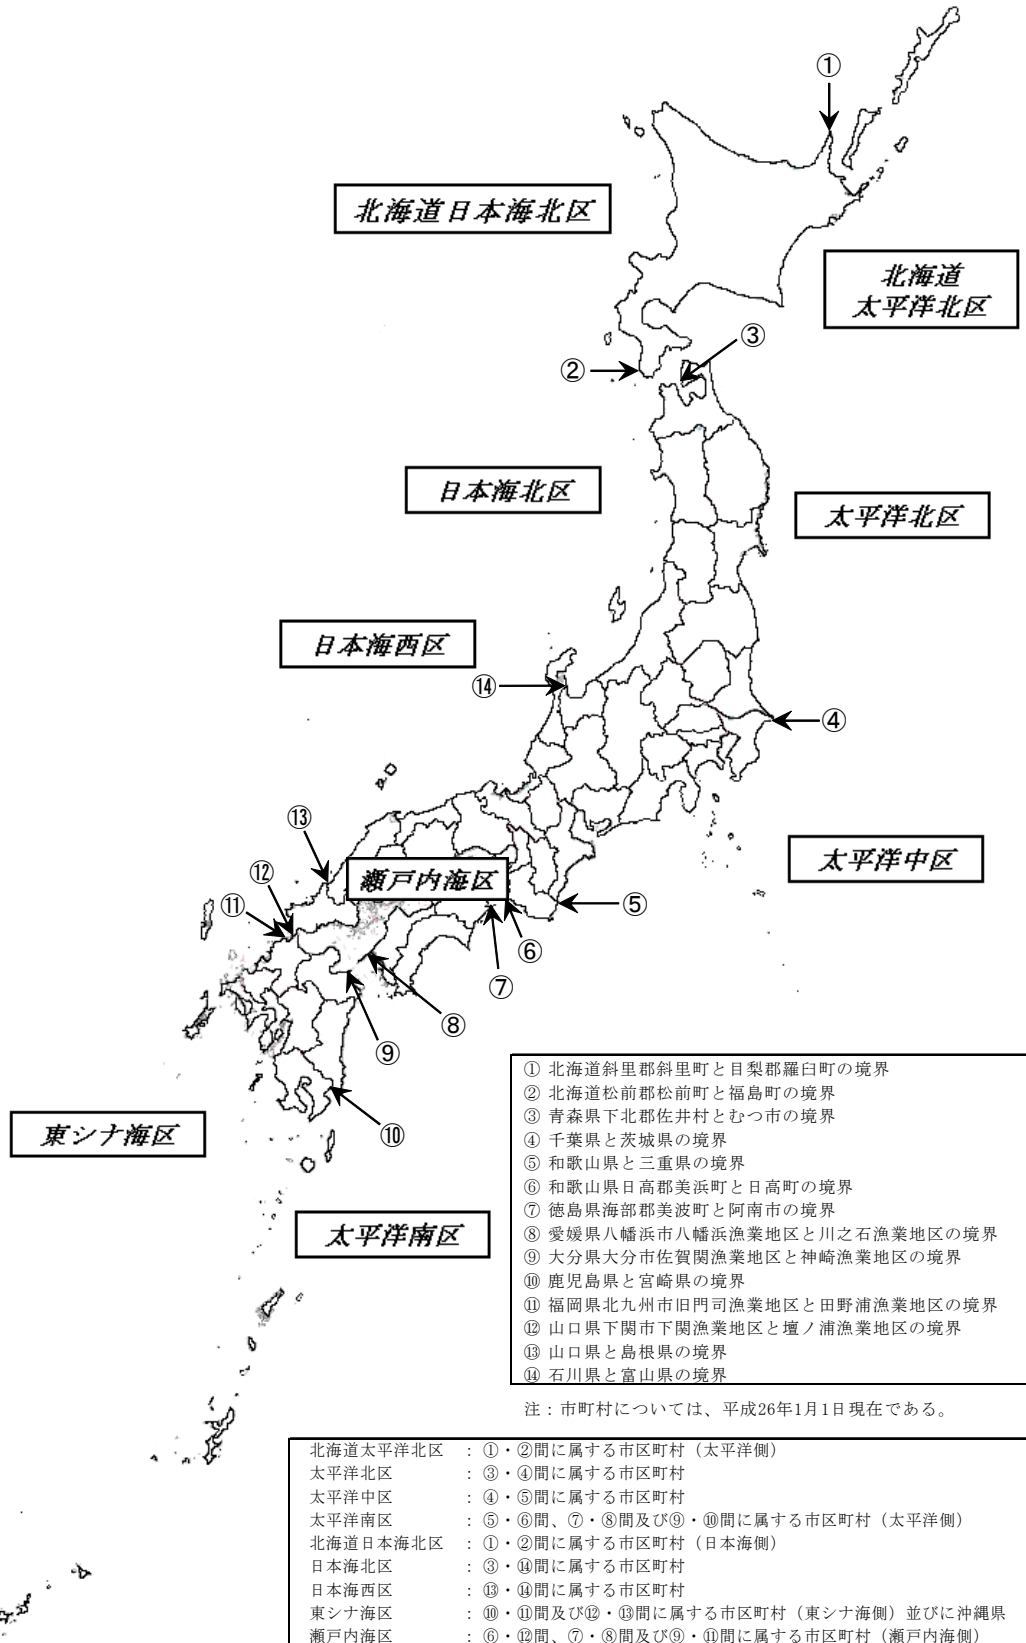 ①
北海道日本海北区
北海道
太平洋北区
③
②
日本海北区
太平洋北区
日本海西区
⑭
④
⑬
太平洋中区
⑫
瀬戸内海区
⑪
⑤
⑥
⑦
⑧
⑨
⑩
東シナ海区
太平洋南区
① 北海道斜里郡斜里町と目梨郡羅臼町の境界
② 北海道松前郡松前町と福島町の境界
③ 青森県下北郡佐井村とむつ市の境界
④ 千葉県と茨城県の境界
⑤ 和歌山県と三重県の境界
⑥ 和歌山県日高郡美浜町と日高町の境界
⑦ 徳島県海部郡美波町と阿南市の境界
⑧ 愛媛県八幡浜市八幡浜漁業地区と川之石漁業地区の境界
⑨ 大分県大分市佐賀関漁業地区と神崎漁業地区の境界
⑩ 鹿児島県と宮崎県の境界
⑪ 福岡県北九州市旧門司漁業地区と田野浦漁業地区の境界
⑫ 山口県下関市下関漁業地区と壇ノ浦漁業地区の境界
⑬ 山口県と島根県の境界
⑭ 石川県と富山県の境界
注：市町村については、平成26年1月1日現在である。
北海道太平洋北区 ：①・②間に属する市区町村（太平洋側）
太平洋北区 ：③・④間に属する市区町村
太平洋中区 ：④・⑤間に属する市区町村
太平洋南区 ：⑤・⑥間、⑦・⑧間及び⑨・⑩間に属する市区町村（太平洋側）
北海道日本海北区 ：①・②間に属する市区町村（日本海側）
日本海北区 ：③・⑭間に属する市区町村
日本海西区 ：⑬・⑭間に属する市区町村
東シナ海区 ：⑩・⑪間及び⑫・⑬間に属する市区町村（東シナ海側）並びに沖縄県
瀬戸内海区 ：⑥・⑫間、⑦・⑧間及び⑨・⑪間に属する市区町村（瀬戸内海側）